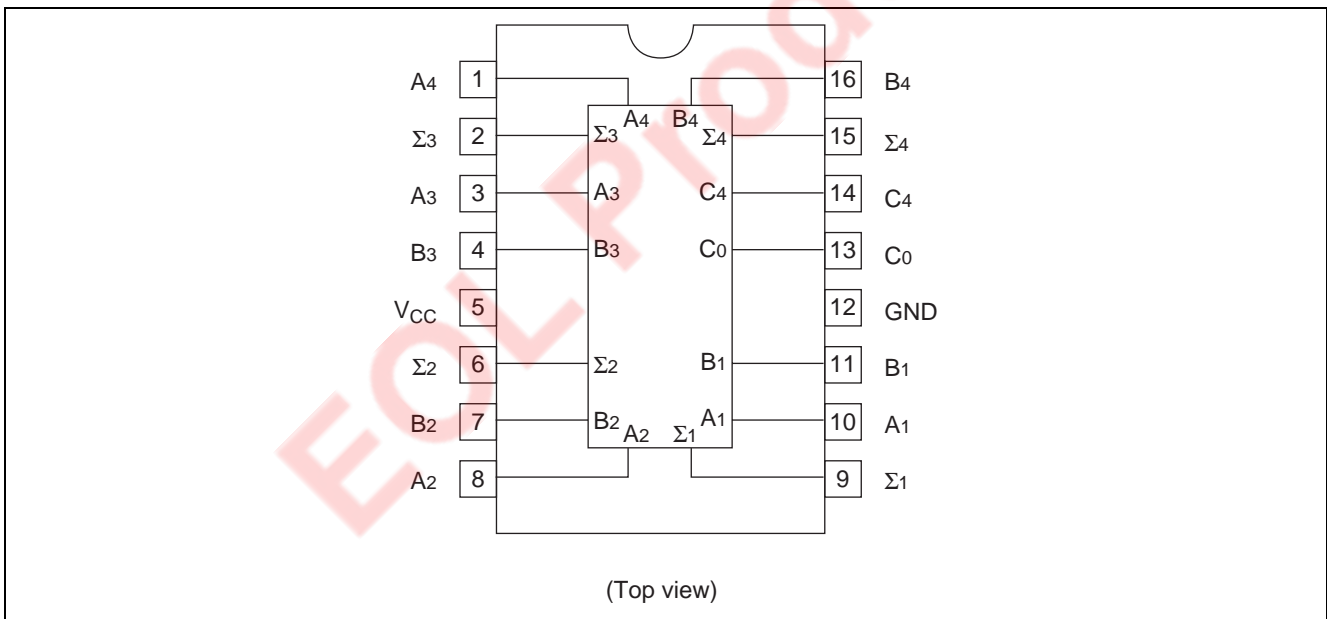 A4 1 16 B4
A4 B4
Σ3 2 Σ3 Σ4 15 Σ4
A3 3 A3 C4 14 C4
B3 4 B3 C0 13 C0
VCC 5 12 GND
Σ2 6 Σ2 B1 11 B1
B2 7 B2 A1 10 A1
A2 Σ1
A2 8 9 Σ1
(Top view)
EOL Prod